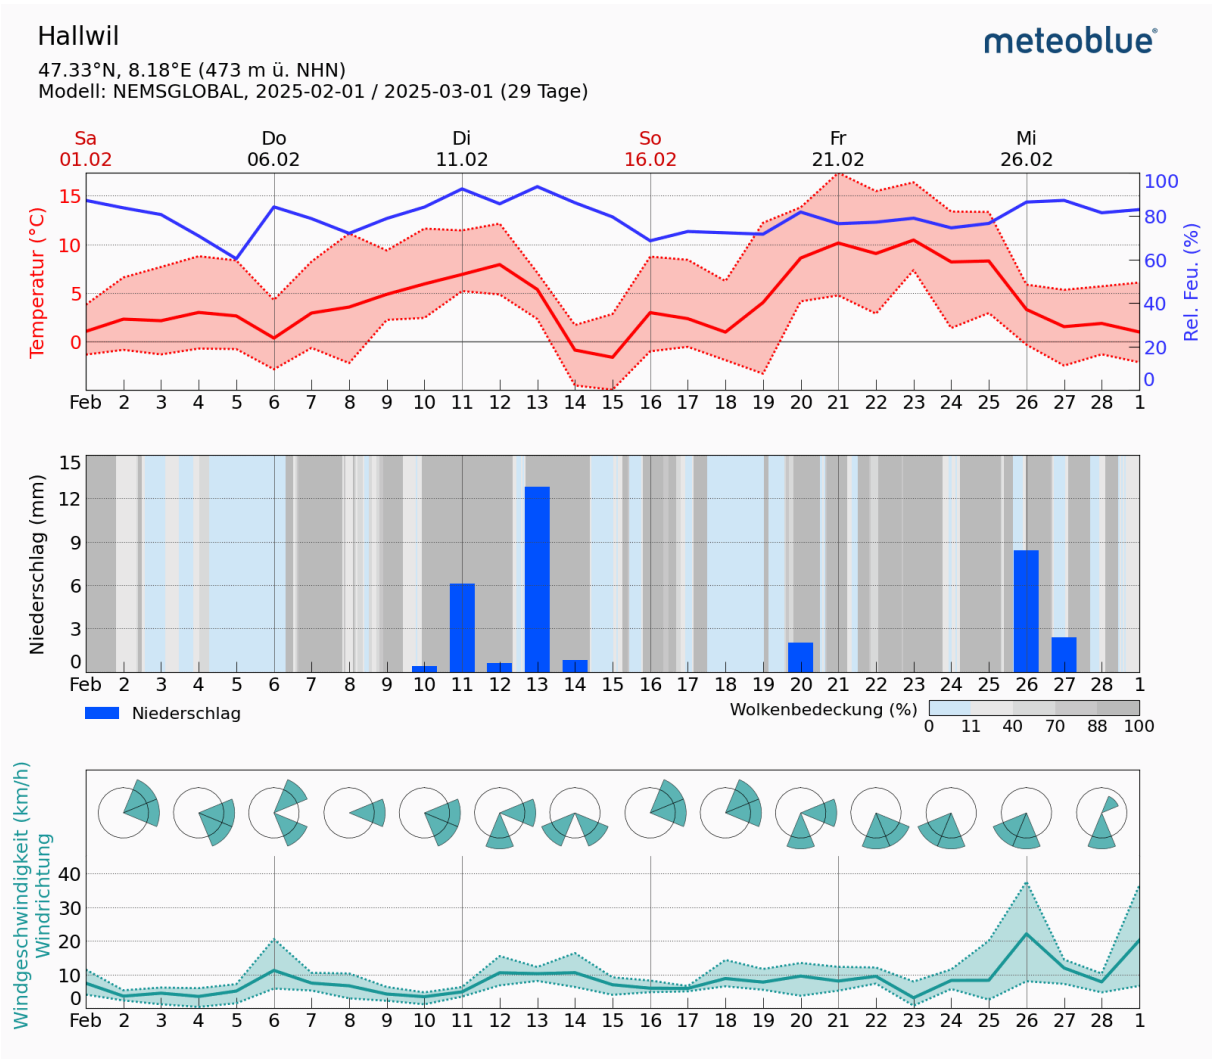 Hallwil
meteoblue®
47.33°N, 8.18°E (473 m ü. NHN)
Modell: NEMSGLOBAL, 2025-02-01 / 2025-03-01 (29 Tage)
Sa Do Di So Fr Mi
01.02 06.02 11.02 16.02 21.02 26.02
Temperatur (°C)
15
10
5
0
Rel. Feu. (%)
100
80
60
40
20
0
Feb 2 3 4 5 6 7 8 9 10 11 12 13 14 15 16 17 18 19 20 21 22 23 24 25 26 27 28 1
Niederschlag (mm)
15
12
9
6
3
0
Feb 2 3 4 5 6 7 8 9 10 11 12 13 14 15 16 17 18 19 20 21 22 23 24 25 26 27 28 1
Niederschlag
Wolkenbedeckung (%)
0 11 40 70 88 100
Windgeschwindigkeit (km/h)
Windrichtung
40
30
20
10
0
Feb 2 3 4 5 6 7 8 9 10 11 12 13 14 15 16 17 18 19 20 21 22 23 24 25 26 27 28 1